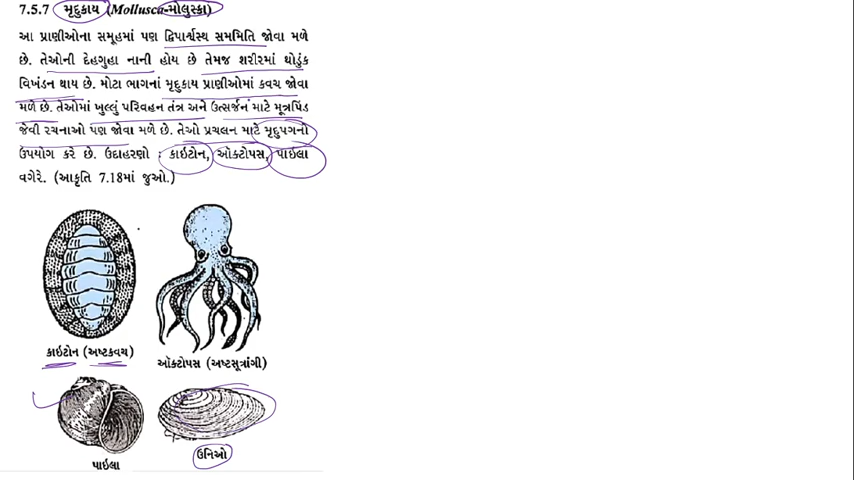 7.5.7 મૃદુકાય (Mollusca-મોલુસ્કા)
આ પ્રાણીઓના સમૂહમાં પણ દ્વિપાર્શ્વસ્થ સમમિતિ જોવા મળે
છે. તેઓની દેહગુહા નાની હોય છે તેમજ શરીરમાં થોડુંક
વિખંડન થાય છે. મોટા ભાગનાં મૃદુકાય પ્રાણીઓમાં કવચ જોવા
મળે છે. તેઓમાં ખુલ્લું પરિવહન તંત્ર અને ઉત્સર્જન માટે મૂત્રપિંડ
જેવી રચનાઓ પણ જોવા મળે છે. તેઓ પ્રચલન માટે મૃદુપગનો
ઉપયોગ કરે છે. ઉદાહરણો : કાઇટોન, ઑક્ટોપસ, પાઇલા
વગેરે. (આકૃતિ 7.18માં જુઓ.)
કાઇટોન (અષ્ટકવચ)
ઑક્ટોપસ (અષ્ટસૂત્રાંગી)
પાઇલા
ઉનિઓ